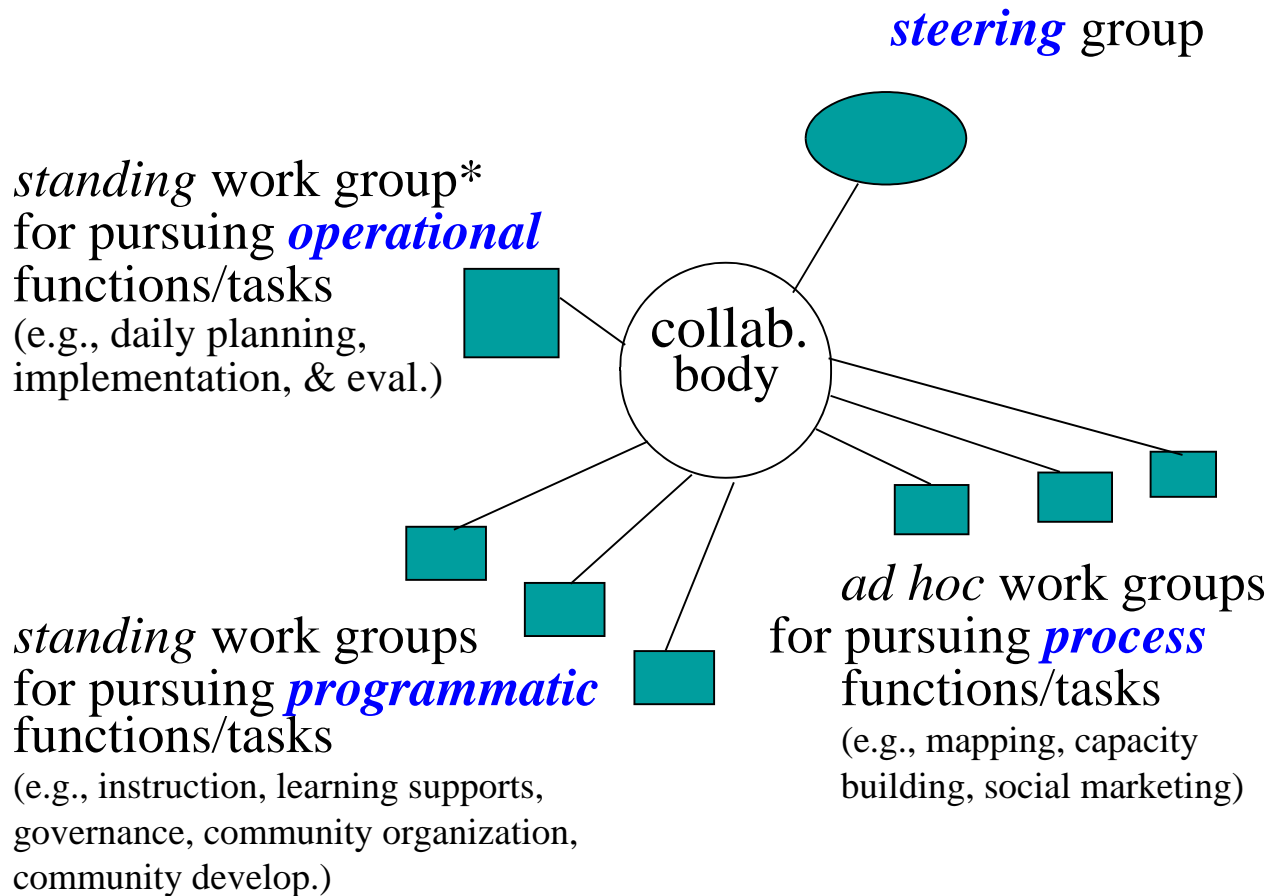 steering group
standing work group*
for pursuing operational
functions/tasks
(e.g., daily planning,
implementation, & eval.)
collab.
body
standing work groups
for pursuing programmatic
functions/tasks
(e.g., instruction, learning supports,
governance, community organization,
community develop.)
ad hoc work groups
for pursuing process
functions/tasks
(e.g., mapping, capacity
building, social marketing)